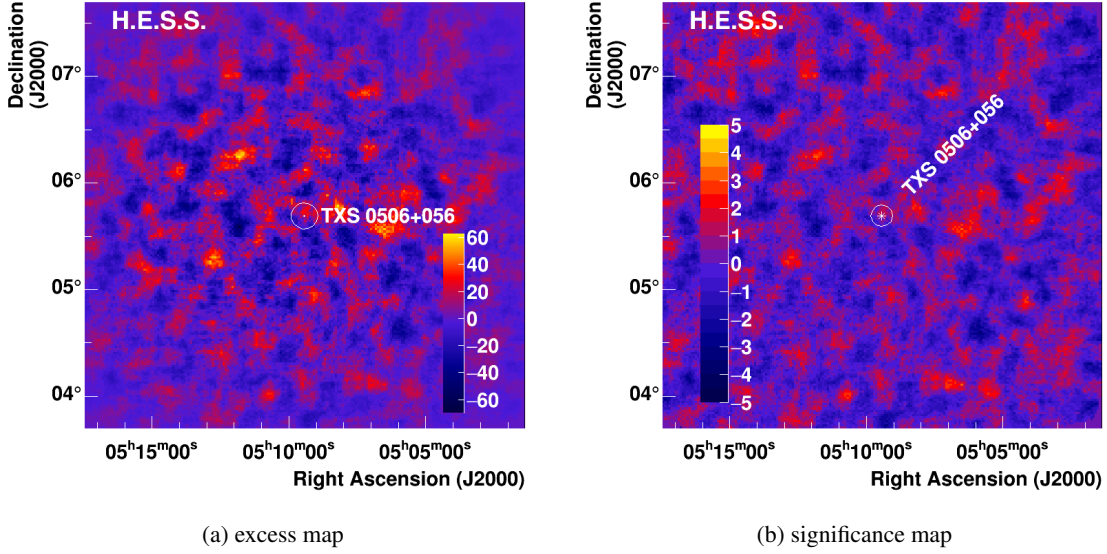 H.E.S.S.
Declination
(J2000)
07°
06°
05°
04°
TXS 0506+056
60
40
20
0
−20
−40
−60
05ʰ15ᵐ00ˢ
05ʰ10ᵐ00ˢ
05ʰ05ᵐ00ˢ
Right Ascension (J2000)
(a) excess map
H.E.S.S.
Declination
(J2000)
07°
06°
05°
04°
TXS 0506+056
5
4
3
2
1
0
−1
−2
−3
−4
−5
05ʰ15ᵐ00ˢ
05ʰ10ᵐ00ˢ
05ʰ05ᵐ00ˢ
Right Ascension (J2000)
(b) significance map